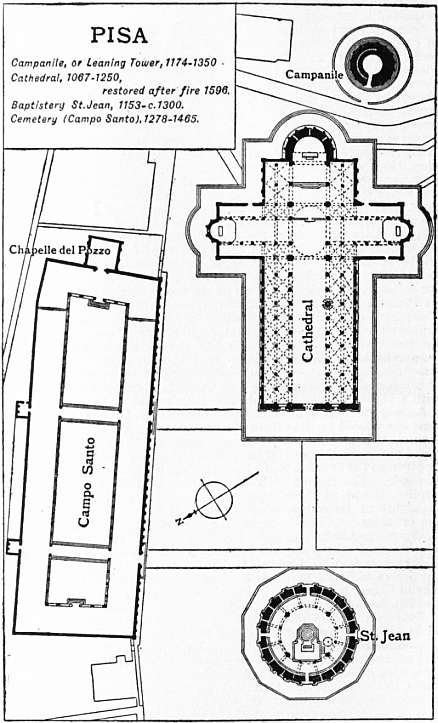 PISA
Campanile, or Leaning Tower, 1174-1350.
Cathedral, 1067-1250,
restored after fire 1596.
Baptistery St. Jean, 1153-c.1300.
Cemetery (Campo Santo), 1278-1465.
Campanile
Chapelle del Pozzo
Cathedral
Campo Santo
N
St. Jean